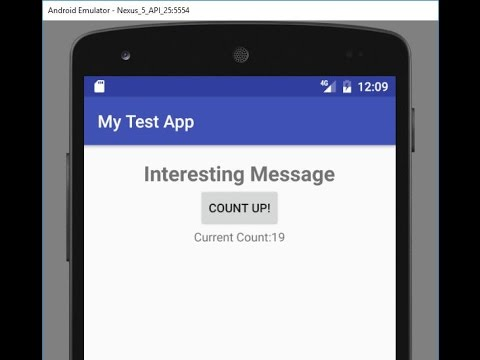 Android Emulator - Nexus_5_API_25:5554
4G 12:09
My Test App
Interesting Message
COUNT UP!
Current Count:19